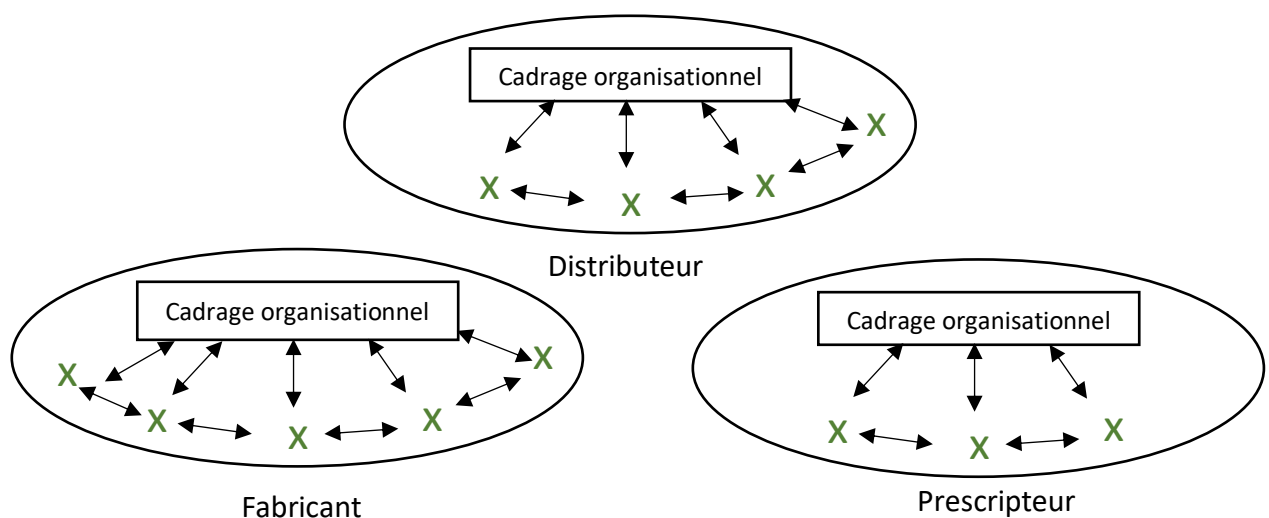 Cadrage organisationnel
X
X
X
X
Distributeur
Cadrage organisationnel
X
X
X
X
X
Fabricant
Cadrage organisationnel
X
X
X
Prescripteur